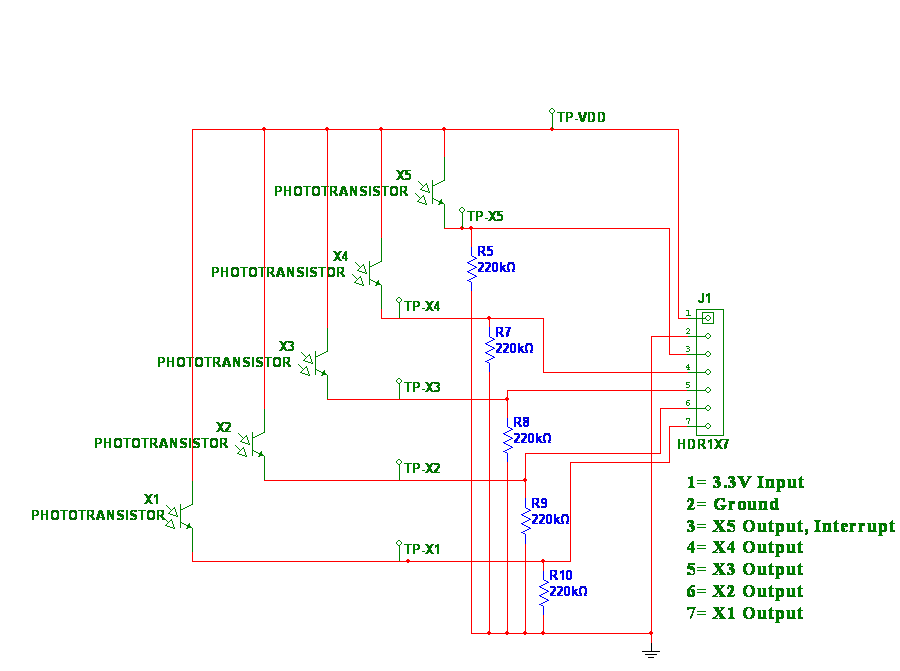 TP-VDD
X5
PHOTOTRANSISTOR
TP-X5
R5
220kΩ
X4
PHOTOTRANSISTOR
TP-X4
R7
220kΩ
X3
PHOTOTRANSISTOR
TP-X3
R8
220kΩ
X2
PHOTOTRANSISTOR
TP-X2
R9
220kΩ
X1
PHOTOTRANSISTOR
TP-X1
R10
220kΩ
J1
1
2
3
4
5
6
7
HDR1X7
1= 3.3V Input
2= Ground
3= X5 Output, Interrupt
4= X4 Output
5= X3 Output
6= X2 Output
7= X1 Output